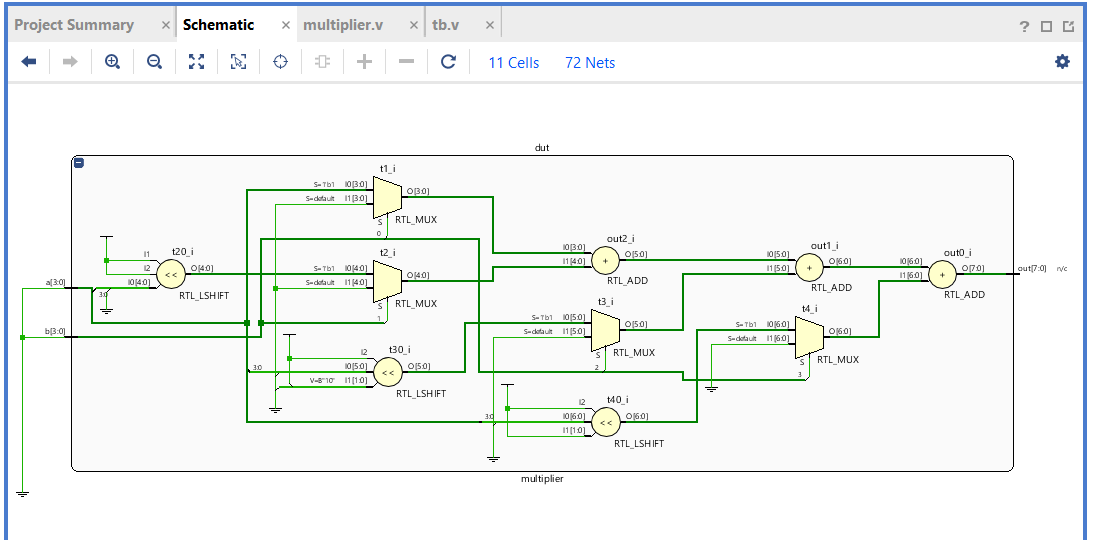 Project Summary × Schematic × multiplier.v × tb.v × ?
11 Cells 72 Nets
dut
t1_i
S=1'b1 I0[3:0] O[3:0]
S=default I1[3:0]
S RTL_MUX
0
t20_i
I1
I2 O[4:0]
I0[4:0]
3:0 RTL_LSHIFT
t2_i
S=1'b1 I0[4:0] O[4:0]
S=default I1[4:0]
S RTL_MUX
1
out2_i
I0[3:0] O[5:0]
I1[4:0] +
RTL_ADD
out1_i
I0[5:0] O[6:0]
I1[5:0] +
RTL_ADD
out0_i
I0[6:0] O[7:0]
I1[6:0] +
RTL_ADD
out[7:0] n/c
a[3:0]
b[3:0]
t30_i
I2
3:0 I0[5:0] << O[5:0]
V=B"10" I1[1:0]
RTL_LSHIFT
t3_i
S=1'b1 I0[5:0] O[5:0]
S=default I1[5:0]
S RTL_MUX
2
t4_i
S=1'b1 I0[6:0] O[6:0]
S=default I1[6:0]
S RTL_MUX
3
t40_i
I2
3:0 I0[6:0] << O[6:0]
I1[1:0]
RTL_LSHIFT
multiplier